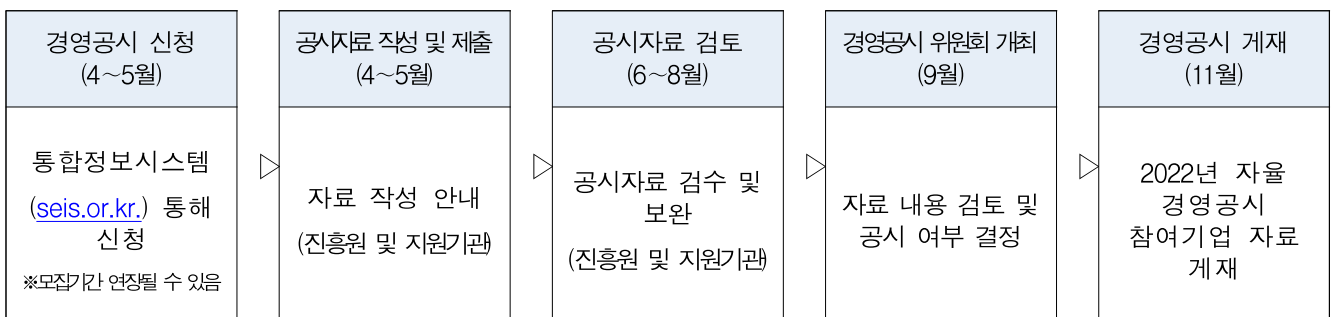 경영공시 신청
(4~5월)
통합정보시스템
(seis.or.kr.) 통해
신청
※모집기간 연장될 수 있음
▷
공시자료 작성 및 제출
(4~5월)
자료 작성 안내
(진흥원 및 지원기관)
▷
공시자료 검토
(6~8월)
공시자료 검수 및
보완
(진흥원 및 지원기관)
경영공시 위원회 개최
(9월)
자료 내용 검토 및
공시 여부 결정
▷
경영공시 게재
(11월)
2022년 자율
경영공시
참여기업 자료
게재